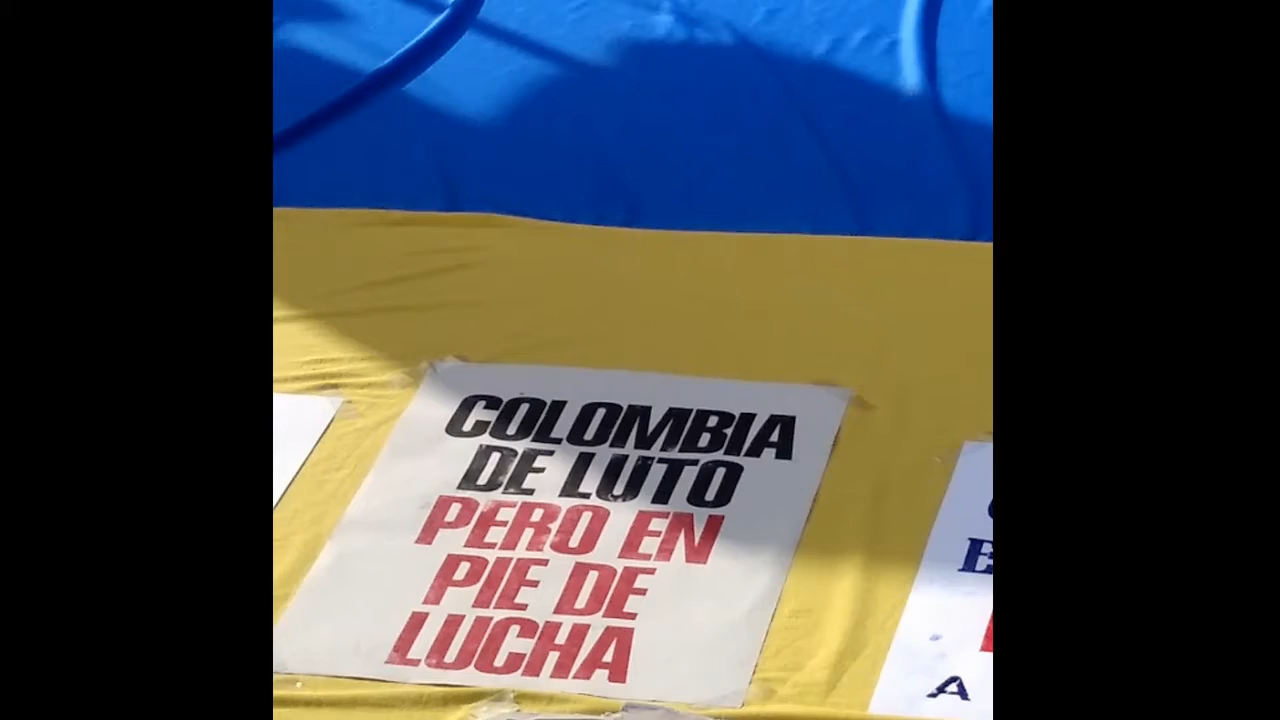 COLOMBIA
DE LUTO
PERO EN
PIE DE
LUCHA
A